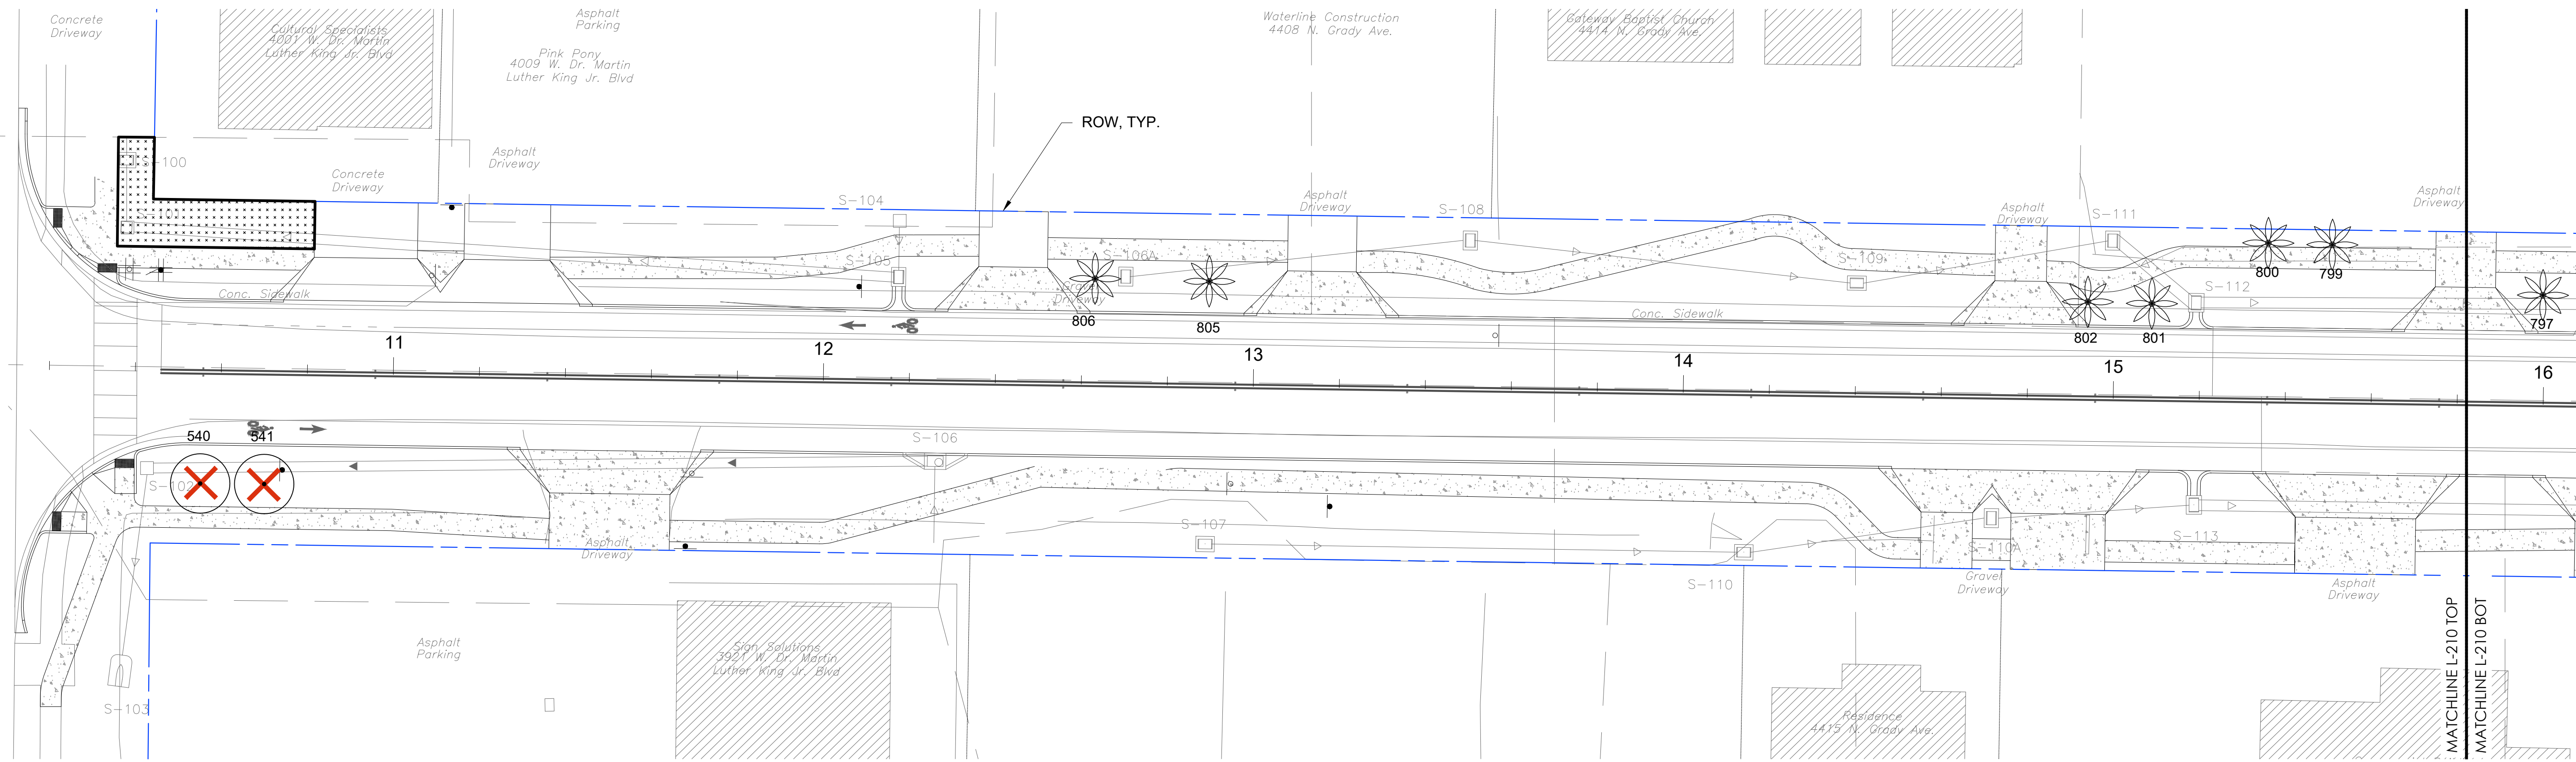 Concrete
Driveway
Cultural Specialists
4001 W. Dr. Martin
Luther King Jr. Blvd
Asphalt
Parking
Pink Pony
4009 W. Dr. Martin
Luther King Jr. Blvd
Waterline Construction
4408 N. Grady Ave.
Gateway Baptist Church
4414 N. Grady Ave.
ROW, TYP.
S-100
Asphalt
Driveway
Concrete
Driveway
S-101
S-104
Asphalt
Driveway
S-108
Asphalt
Driveway
S-111
Asphalt
Driveway
S-105
S-106A
S-109
800
799
Gravel
Driveway
Conc. Sidewalk
S-112
806
805
Conc. Sidewalk
802
801
797
11
12
13
14
15
16
540
541
S-106
S-102
S-107
S-110A
S-113
Asphalt
Driveway
S-110
Gravel
Driveway
Asphalt
Driveway
Asphalt
Parking
Sign Solutions
3921 W. Dr. Martin
Luther King Jr. Blvd
S-103
Residence
4415 N. Grady Ave.
MATCHLINE L-210 TOP
MATCHLINE L-210 BOT